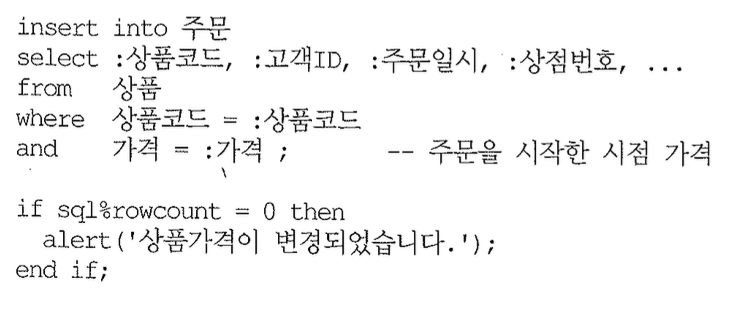 insert into 주문
select :상품코드, :고객ID, :주문일시, :상점번호, ...
from   상품
where  상품코드 = :상품코드
and    가격 = :가격 ;       -- 주문을 시작한 시점 가격
if sql%rowcount = 0 then
  alert('상품가격이 변경되었습니다.');
end if;